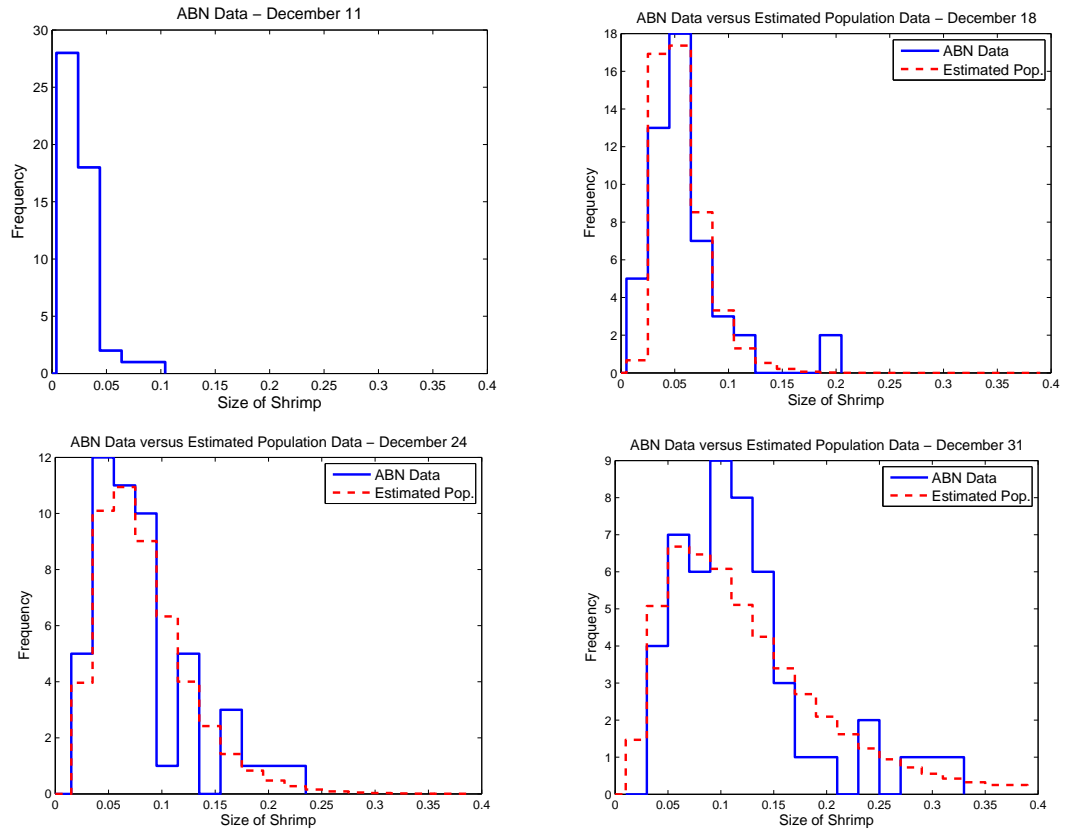 ABN Data − December 11
Frequency
30
25
20
15
10
5
0
0 0.05 0.1 0.15 0.2 0.25 0.3 0.35 0.4
Size of Shrimp
ABN Data versus Estimated Population Data − December 18
ABN Data
Estimated Pop.
Frequency
18
16
14
12
10
8
6
4
2
0
0 0.05 0.1 0.15 0.2 0.25 0.3 0.35 0.4
Size of Shrimp
ABN Data versus Estimated Population Data − December 24
ABN Data
Estimated Pop.
Frequency
12
10
8
6
4
2
0
0 0.05 0.1 0.15 0.2 0.25 0.3 0.35 0.4
Size of Shrimp
ABN Data versus Estimated Population Data − December 31
ABN Data
Estimated Pop.
Frequency
9
8
7
6
5
4
3
2
1
0
0 0.05 0.1 0.15 0.2 0.25 0.3 0.35 0.4
Size of Shrimp